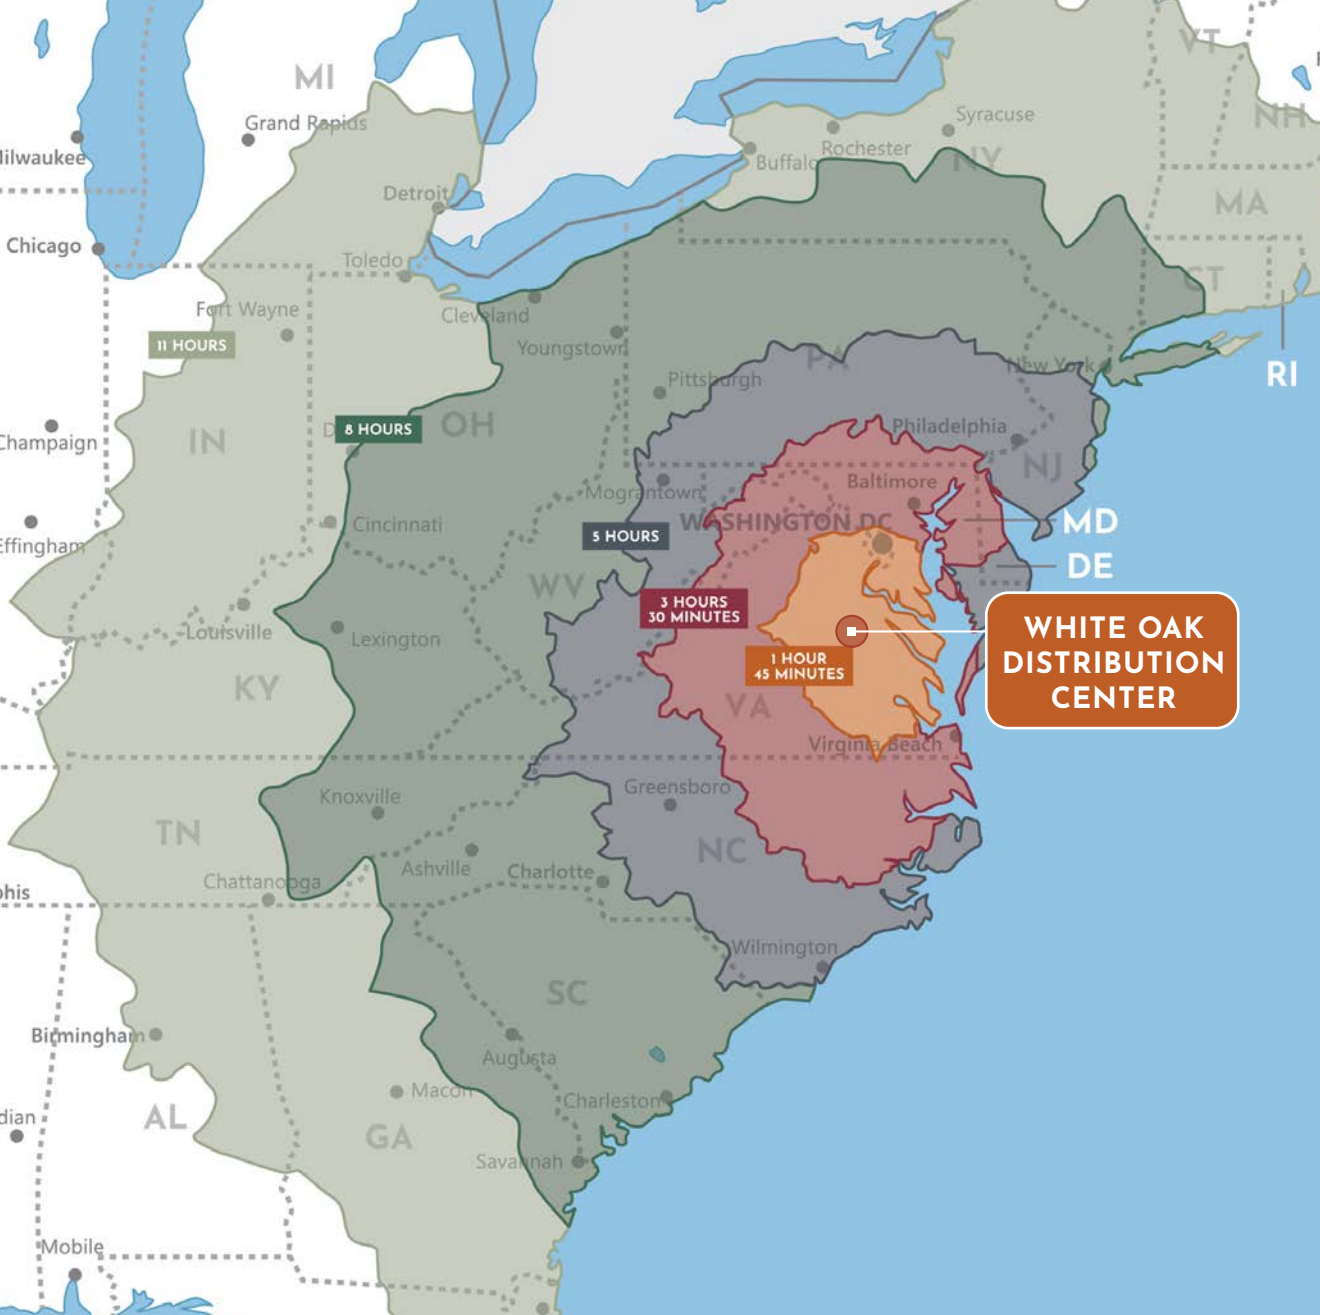 VT
MI
Syracuse
NH
Grand Rapids
Rochester
Milwaukee
Buffalo
NY
Detroit
MA
Chicago
Toledo
CT
Fort Wayne
Cleveland
11 HOURS
Youngstown
PA
New York
RI
Pittsburgh
8 HOURS
OH
Philadelphia
Champaign
IN
NJ
Baltimore
Mograntown
Cincinnati
WASHINGTON DC
MD
5 HOURS
Effingham
DE
WV
3 HOURS
30 MINUTES
Louisville
Lexington
WHITE OAK
DISTRIBUTION
CENTER
1 HOUR
45 MINUTES
KY
VA
Virginia Beach
Knoxville
Greensboro
TN
NC
Ashville
Charlotte
Chattanooga
phis
Wilmington
SC
Birmingham
Augusta
Macon
Charleston
dian
AL
GA
Savannah
Mobile